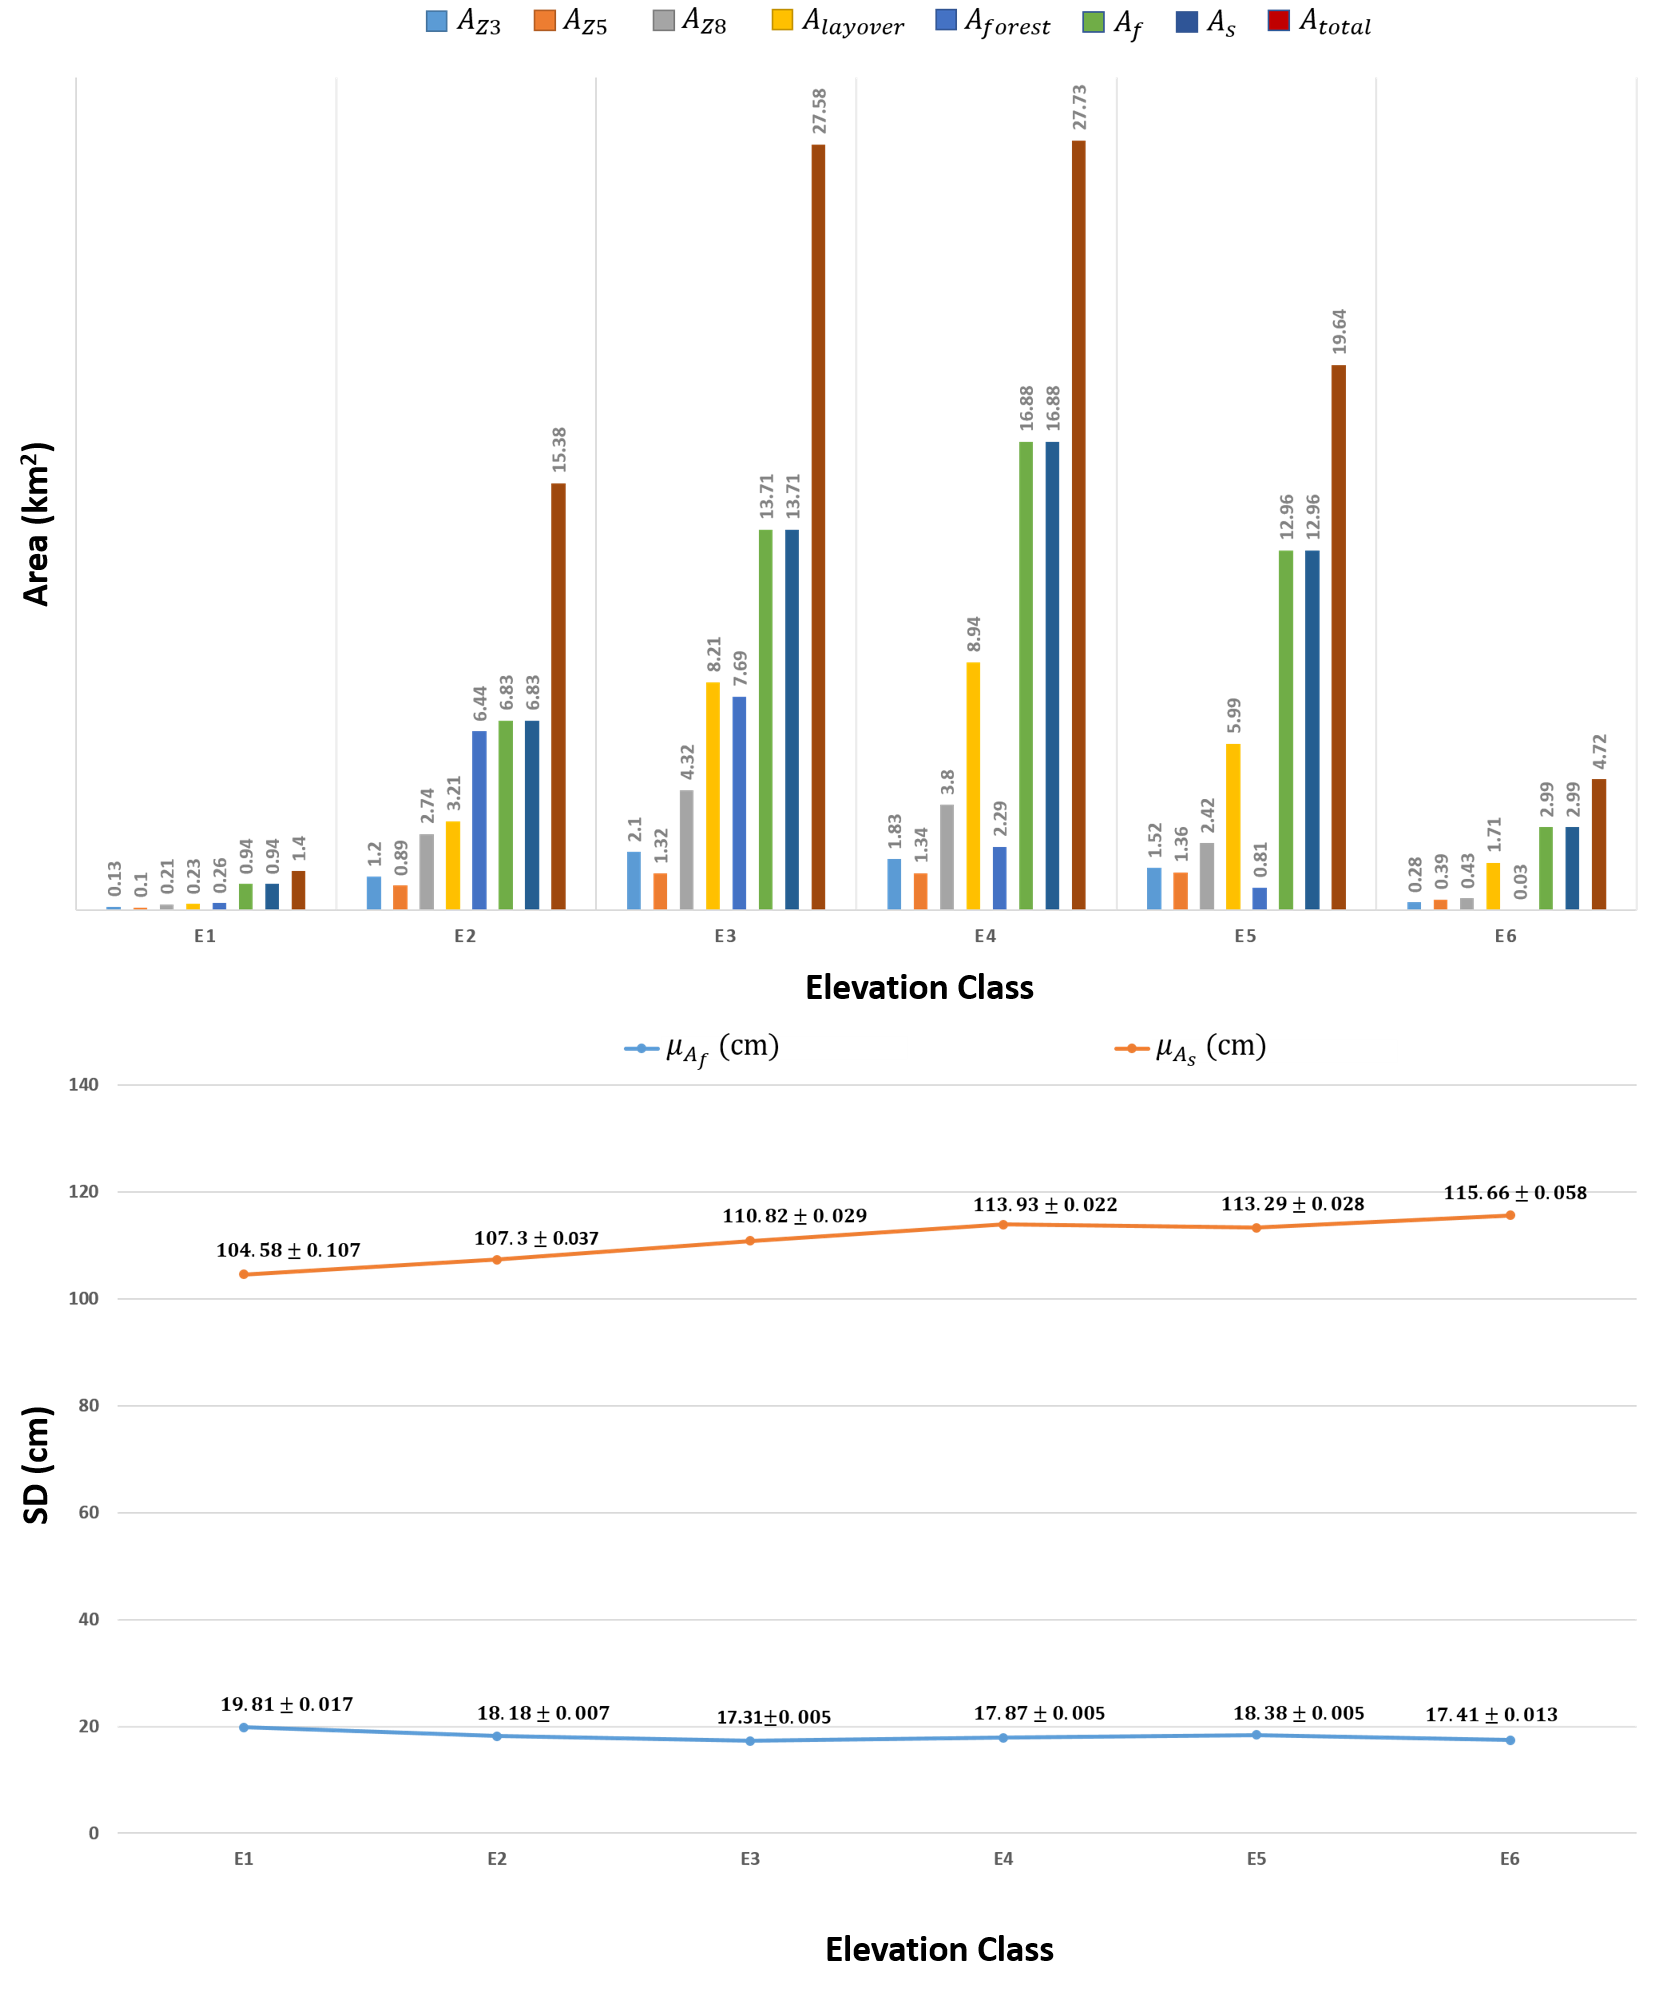 A_Z3 A_Z5 A_Z8 A_layover A_forest A_f A_s A_total
Area (km²)
0.13 0.1 0.21 0.23 0.26 0.94 0.94 1.4
1.2 0.89 2.74 3.21 6.44 6.83 6.83 15.38
2.1 1.32 4.32 8.21 7.69 13.71 13.71 27.58
1.83 1.34 3.8 8.94 2.29 16.88 16.88 27.73
1.52 1.36 2.42 5.99 0.81 12.96 12.96 19.64
0.28 0.39 0.43 1.71 0.03 2.99 2.99 4.72
E1 E2 E3 E4 E5 E6
Elevation Class
μ_A_f (cm) μ_A_s (cm)
SD (cm)
140
120
100
80
60
40
20
0
104.58 ± 0.107 107.3 ± 0.037 110.82 ± 0.029 113.93 ± 0.022 113.29 ± 0.028 115.66 ± 0.058
19.81 ± 0.017 18.18 ± 0.007 17.31±0.005 17.87 ± 0.005 18.38 ± 0.005 17.41 ± 0.013
E1 E2 E3 E4 E5 E6
Elevation Class